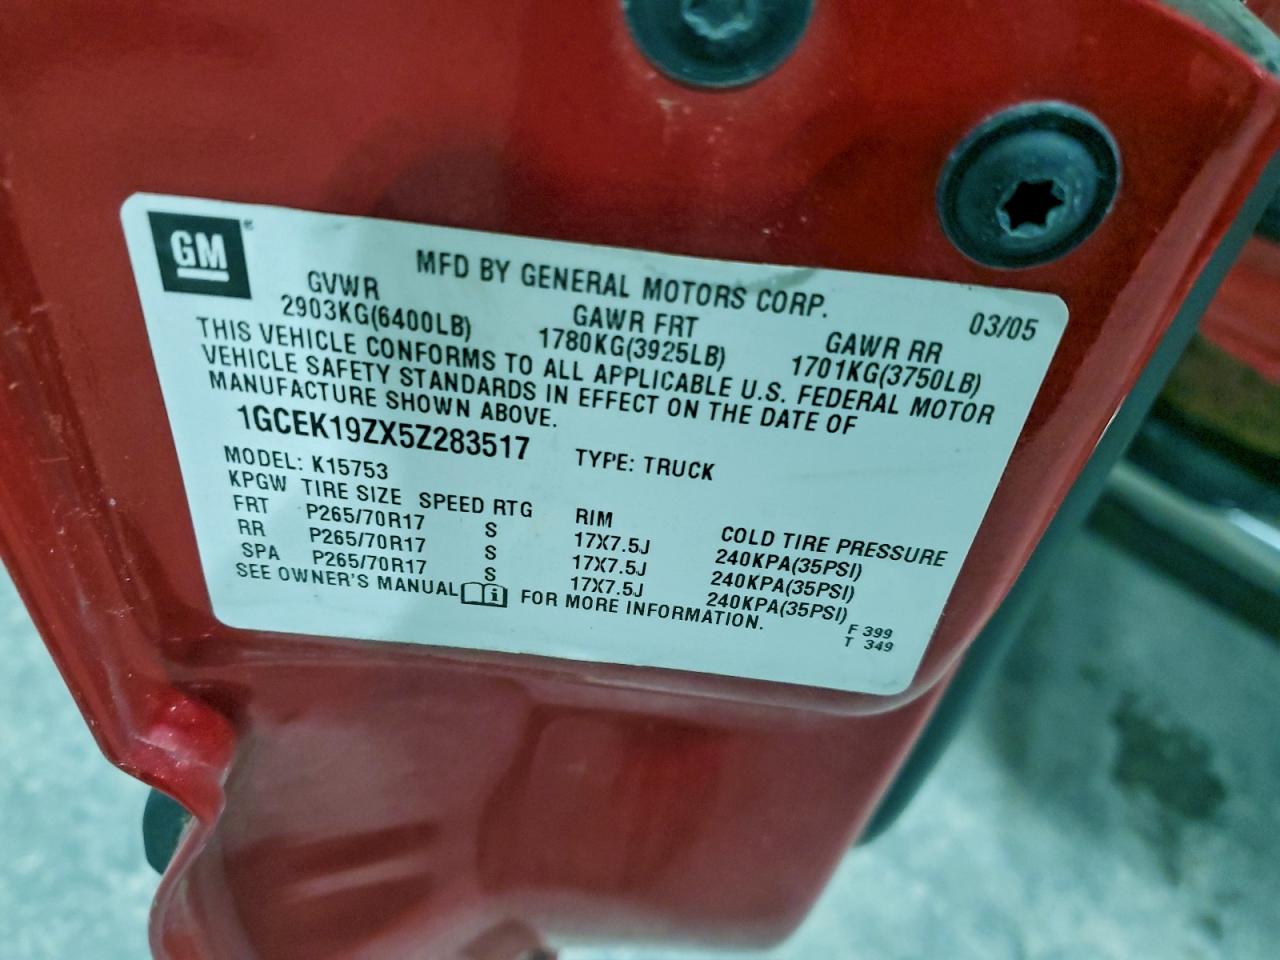 GM®
MFD BY GENERAL MOTORS CORP.
03/05
GVWR GAWR FRT GAWR RR
2903KG(6400LB) 1780KG(3925LB) 1701KG(3750LB)
THIS VEHICLE CONFORMS TO ALL APPLICABLE U.S. FEDERAL MOTOR
VEHICLE SAFETY STANDARDS IN EFFECT ON THE DATE OF
MANUFACTURE SHOWN ABOVE.
1GCEK19ZX5Z283517 TYPE: TRUCK
MODEL: K15753
KPGW TIRE SIZE SPEED RTG RIM COLD TIRE PRESSURE
FRT P265/70R17 S 17X7.5J 240KPA(35PSI)
RR P265/70R17 S 17X7.5J 240KPA(35PSI)
SPA P265/70R17 S 17X7.5J 240KPA(35PSI)
SEE OWNER'S MANUAL i FOR MORE INFORMATION.
F 399
T 349